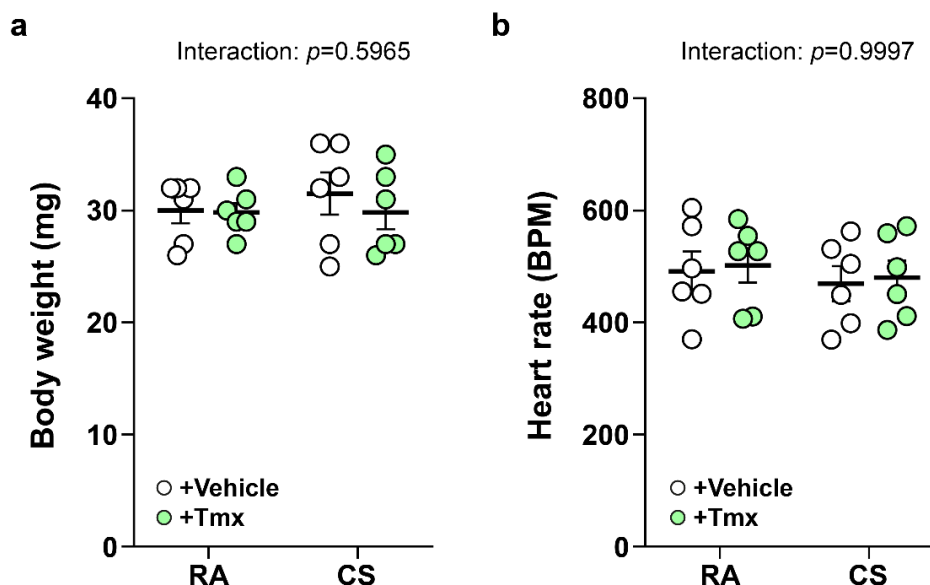 a
Interaction: p=0.5965
Body weight (mg)
40
30
20
10
0
+Vehicle
+Tmx
RA
CS
b
Interaction: p=0.9997
Heart rate (BPM)
800
600
400
200
0
+Vehicle
+Tmx
RA
CS